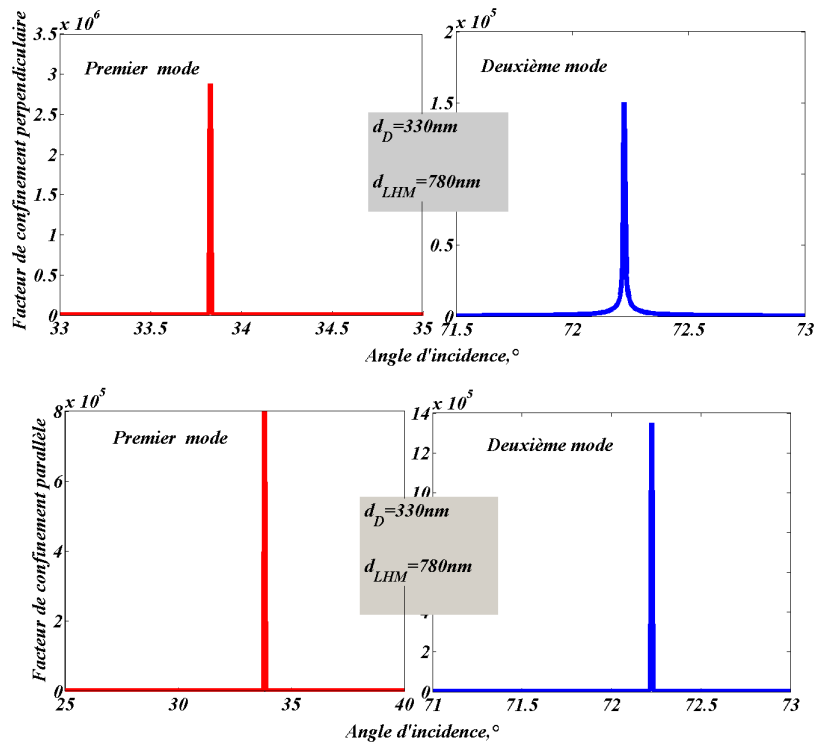 x 10^6
x 10^5
3.5
3
2.5
2
1.5
1
0.5
0
Facteur de confinement perpendiculaire
Premier mode
33
33.5
34
34.5
35
2
1.5
0.5
0
Deuxième mode
71.5
72
72.5
73
d_D=330nm
d_LHM=780nm
Angle d'incidence,°
x 10^5
x 10^5
8
6
4
2
0
Facteur de confinement parallèle
Premier mode
25
30
35
40
14
12
10
4
2
0
Deuxième mode
71
71.5
72
72.5
73
d_D=330nm
d_LHM=780nm
Angle d'incidence,°